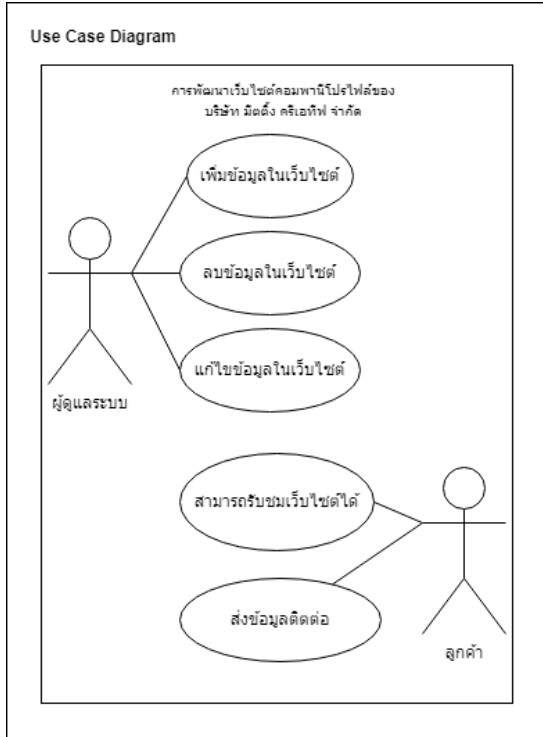 Use Case Diagram
การพัฒนาเว็บไซต์คอมพานีโปรไฟล์ของ
บริษัท มีตติ้ง ครีเอทีฟ จำกัด
เพิ่มข้อมูลในเว็บไซต์
ลบข้อมูลในเว็บไซต์
แก้ไขข้อมูลในเว็บไซต์
ผู้ดูแลระบบ
สามารถรับชมเว็บไซต์ได้
ส่งข้อมูลติดต่อ
ลูกค้า